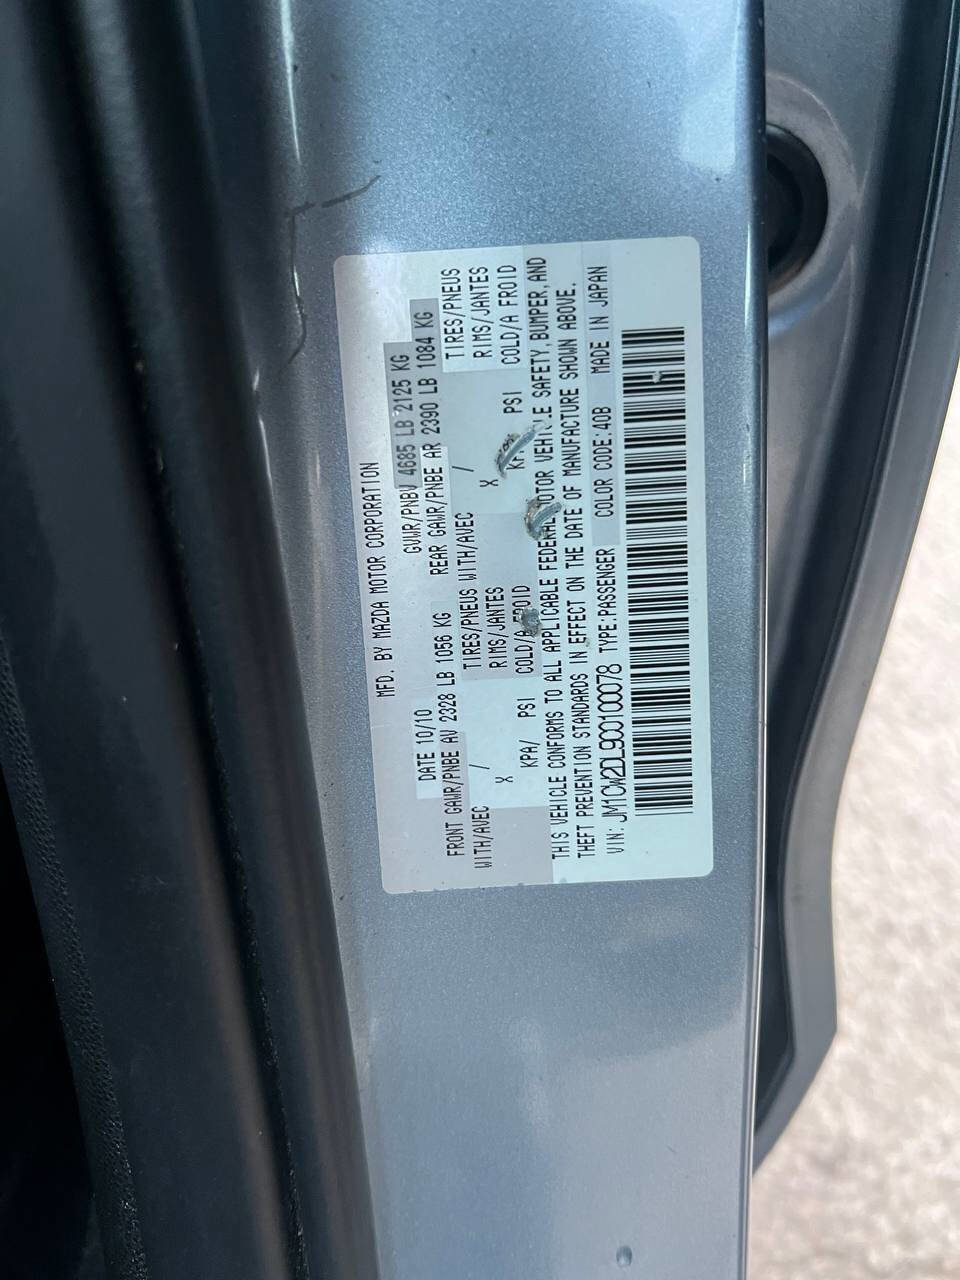 MFD. BY MAZDA MOTOR CORPORATION
DATE 10/10 GVWR/PNBV 4685 LB 2125 KG
FRONT GAWR/PNBE AV 2328 LB 1056 KG REAR GAWR/PNBE AR 2390 LB 1084 KG
WITH/AVEC / TIRES/PNEUS WITH/AVEC / TIRES/PNEUS
X RIMS/JANTES X RIMS/JANTES
KPA/ PSI COLD/A FROID PSI COLD/A FROID
THIS VEHICLE CONFORMS TO ALL APPLICABLE FEDERAL MOTOR VEHICLE SAFETY, BUMPER, AND
THEFT PREVENTION STANDARDS IN EFFECT ON THE DATE OF MANUFACTURE SHOWN ABOVE.
VIN: JM1CW2DL9C0100078 TYPE: PASSENGER COLOR CODE: 40B MADE IN JAPAN